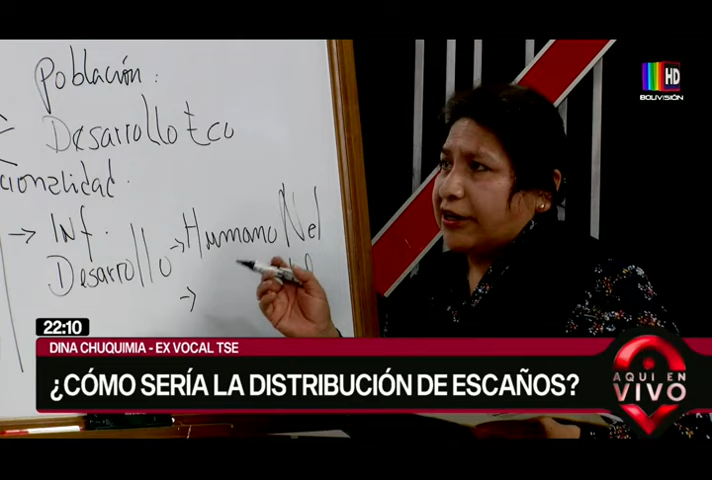 Población:
Desarrollo Eco
cionalidad.
→ Inf.
Desarrollo
→ Humano Nel
→
HD
BOLIVISIÓN
22:10
DINA CHUQUIMIA - EX VOCAL TSE
¿CÓMO SERÍA LA DISTRIBUCIÓN DE ESCAÑOS?
AQUI EN
VIVO